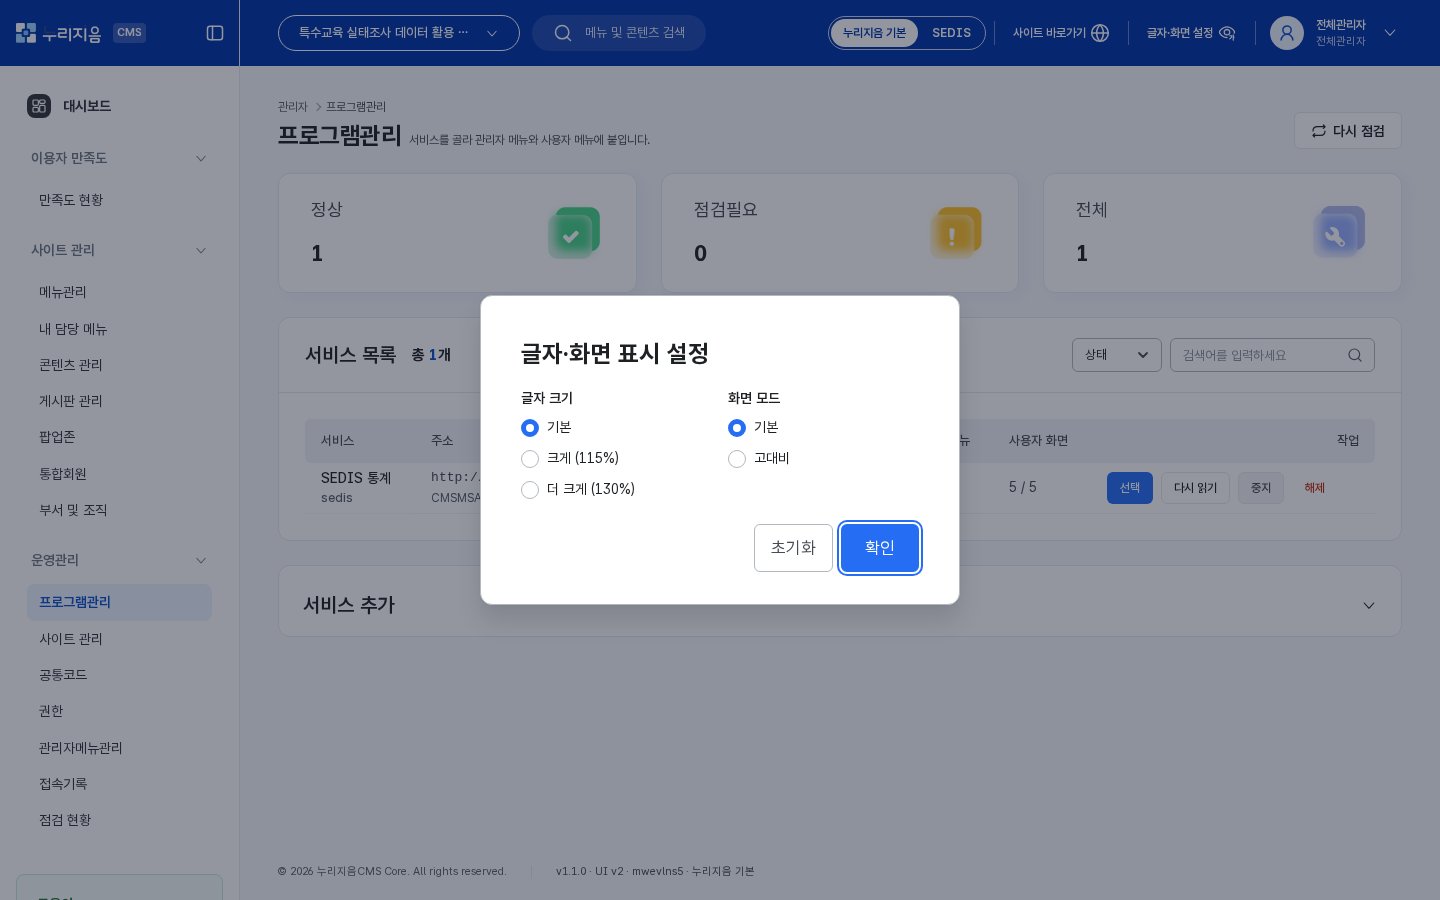 누리지음 CMS
특수교육 실태조사 데이터 활용 ···
메뉴 및 콘텐츠 검색
누리지음 기본
SEDIS
사이트 바로가기
글자·화면 설정
전체관리자
전체관리자
대시보드
이용자 만족도
만족도 현황
사이트 관리
메뉴관리
내 담당 메뉴
콘텐츠 관리
게시판 관리
팝업존
통합회원
부서 및 조직
운영관리
프로그램관리
사이트 관리
공통코드
권한
관리자메뉴관리
접속기록
점검 현황
관리자 > 프로그램관리
프로그램관리 서비스를 골라 관리자 메뉴와 사용자 메뉴에 붙입니다.
다시 점검
정상
1
점검필요
0
전체
1
서비스 목록 총 1개
상태
검색어를 입력하세요
서비스 주소 사용자 화면 작업
SEDIS 통계
sedis
5 / 5 선택 다시 읽기 중지 해제
서비스 추가
글자·화면 표시 설정
글자 크기
기본
크게 (115%)
더 크게 (130%)
화면 모드
기본
고대비
초기화 확인
© 2026 누리지음CMS Core. All rights reserved.
v1.1.0 · UI v2 · mwevlns5 · 누리지음 기본